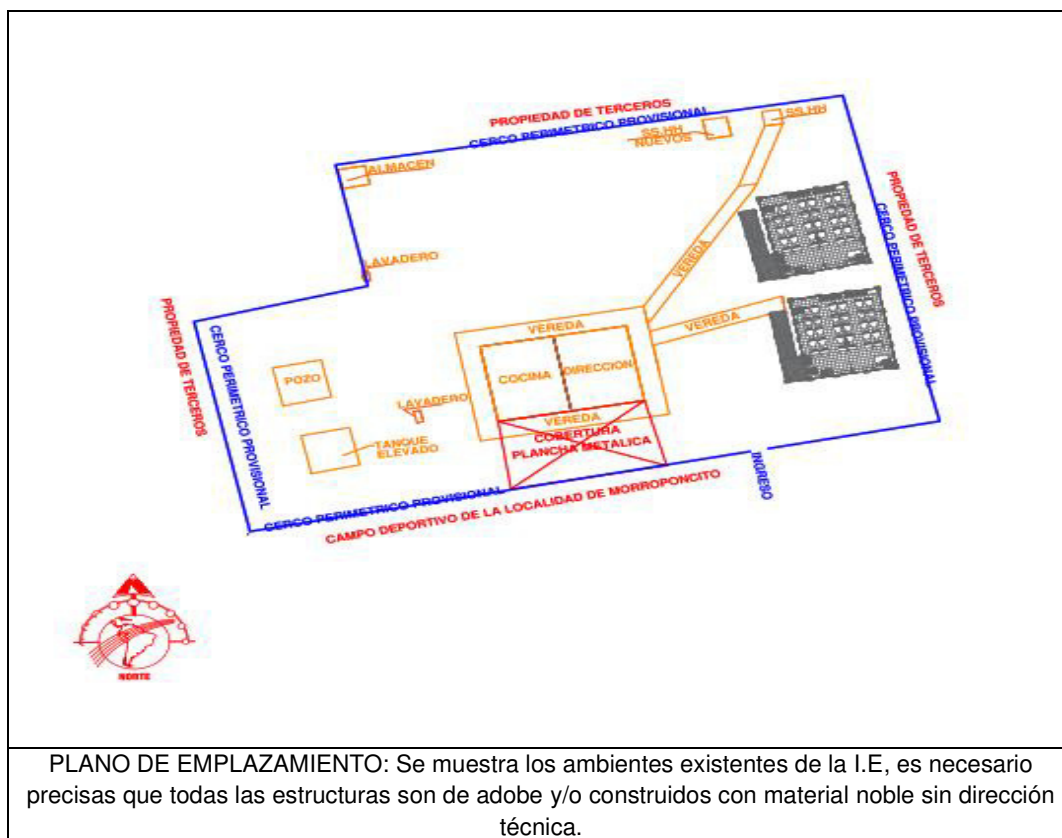 PROPIEDAD DE TERCEROS
CERCO PERIMETRICO PROVISIONAL
SS.HH
NUEVOS
SS.HH
ALMACEN
LAVADERO
VEREDA
PROPIEDAD DE TERCEROS
CERCO PERIMETRICO PROVISIONAL
PROPIEDAD DE TERCEROS
CERCO PERIMETRICO PROVISIONAL
VEREDA
VEREDA
POZO
COCINA
DIRECCION
LAVADERO
VEREDA
TANQUE
ELEVADO
COBERTURA
PLANCHA METALICA
INGRESO
CERCO PERIMETRICO PROVISIONAL
CAMPO DEPORTIVO DE LA LOCALIDAD DE MORROPONCITO
NORTE
PLANO DE EMPLAZAMIENTO: Se muestra los ambientes existentes de la I.E, es necesario
precisas que todas las estructuras son de adobe y/o construidos con material noble sin dirección
técnica.